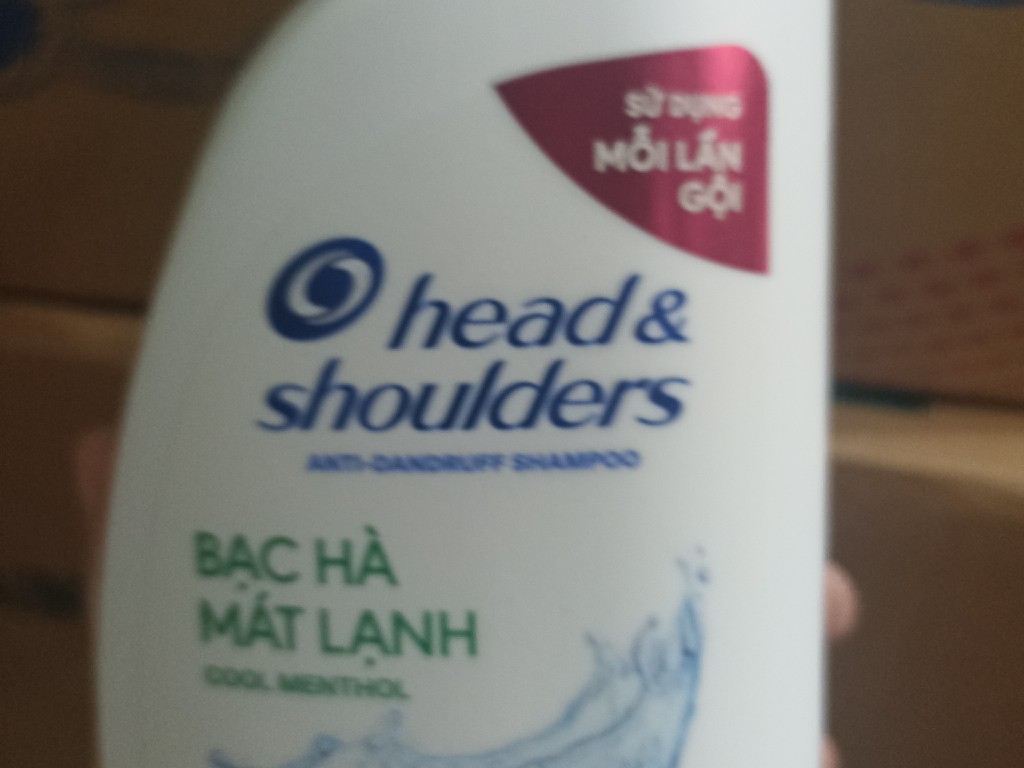 SỬ DỤNG
MỖI LẦN
GỘI
head &
shoulders
ANTI-DANDRUFF SHAMPOO
BẠC HÀ
MÁT LẠNH
COOL MENTHOL